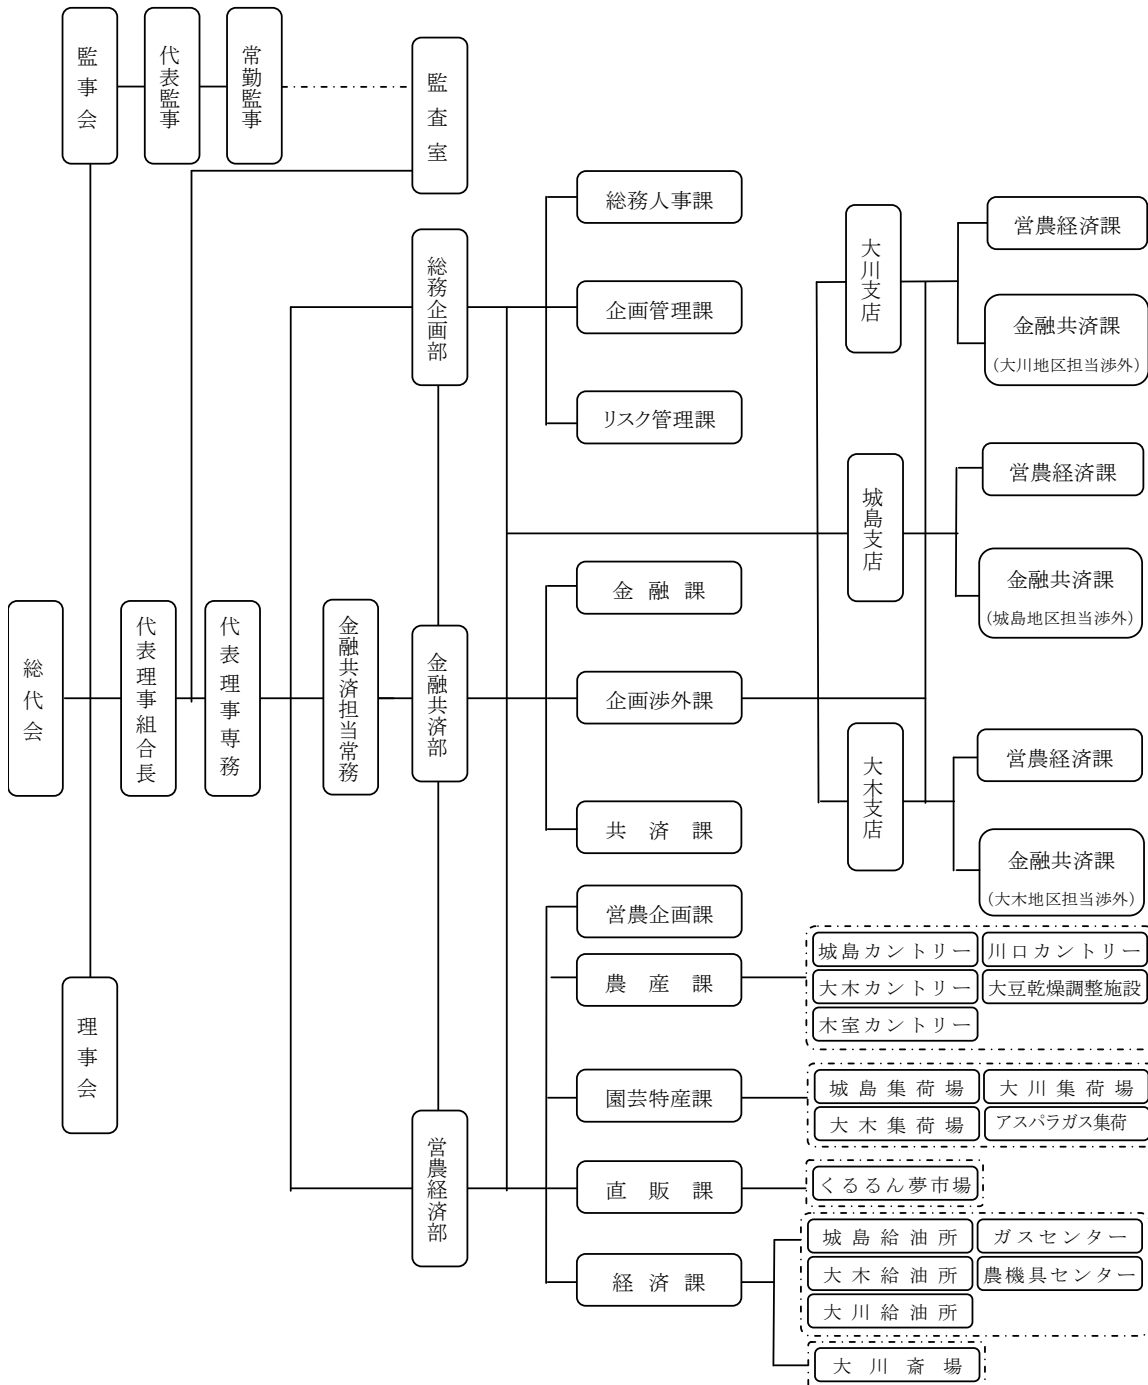 監事会
代表監事
常勤監事
監査室
総務人事課
企画管理課
リスク管理課
総務企画部
大川支店
営農経済課
金融共済課
(大川地区担当渉外)
城島支店
営農経済課
金融共済課
(城島地区担当渉外)
総代会
代表理事組合長
代表理事専務
金融共済担当常務
金融共済部
金融課
企画渉外課
共済課
大木支店
営農経済課
金融共済課
(大木地区担当渉外)
理事会
営農経済部
営農企画課
農産課
城島カントリー
川口カントリー
大木カントリー
大豆乾燥調整施設
木室カントリー
園芸特産課
城島集荷場
大川集荷場
大木集荷場
アスパラガス集荷
直販課
くるるん夢市場
経済課
城島給油所
ガスセンター
大木給油所
農機具センター
大川給油所
大川斎場